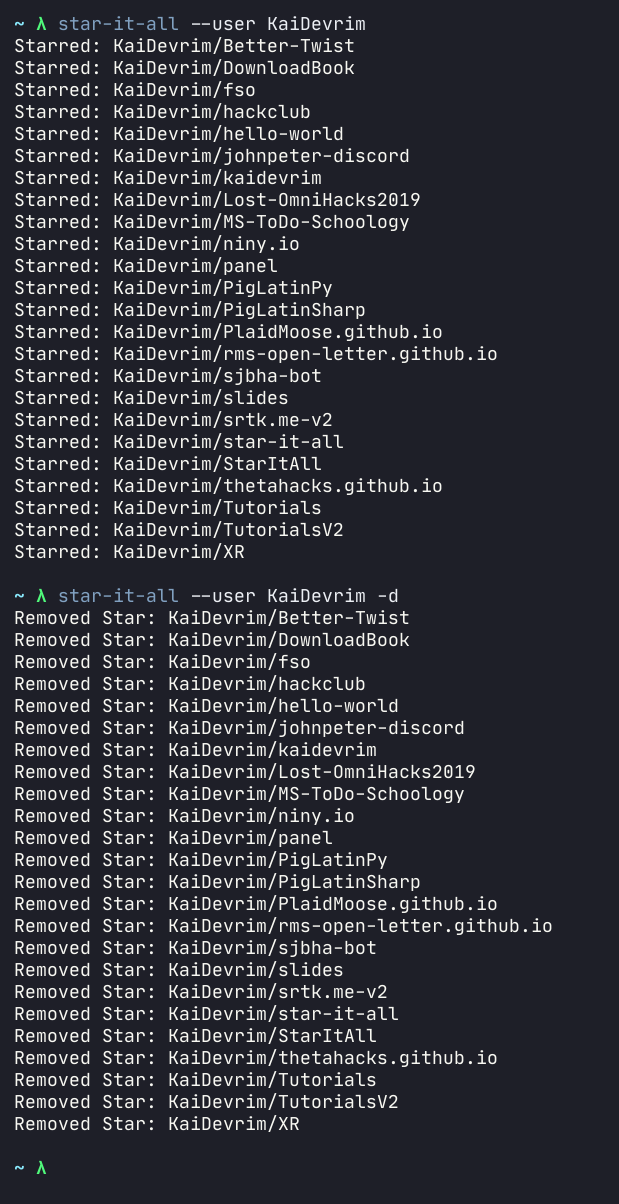 ~ λ star-it-all --user KaiDevrim
Starred: KaiDevrim/Better-Twist
Starred: KaiDevrim/DownloadBook
Starred: KaiDevrim/fso
Starred: KaiDevrim/hackclub
Starred: KaiDevrim/hello-world
Starred: KaiDevrim/johnpeter-discord
Starred: KaiDevrim/kaidevrim
Starred: KaiDevrim/Lost-OmniHacks2019
Starred: KaiDevrim/MS-ToDo-Schoology
Starred: KaiDevrim/niny.io
Starred: KaiDevrim/panel
Starred: KaiDevrim/PigLatinPy
Starred: KaiDevrim/PigLatinSharp
Starred: KaiDevrim/PlaidMoose.github.io
Starred: KaiDevrim/rms-open-letter.github.io
Starred: KaiDevrim/sjbha-bot
Starred: KaiDevrim/slides
Starred: KaiDevrim/srtk.me-v2
Starred: KaiDevrim/star-it-all
Starred: KaiDevrim/StarItAll
Starred: KaiDevrim/thetahacks.github.io
Starred: KaiDevrim/Tutorials
Starred: KaiDevrim/TutorialsV2
Starred: KaiDevrim/XR
~ λ star-it-all --user KaiDevrim -d
Removed Star: KaiDevrim/Better-Twist
Removed Star: KaiDevrim/DownloadBook
Removed Star: KaiDevrim/fso
Removed Star: KaiDevrim/hackclub
Removed Star: KaiDevrim/hello-world
Removed Star: KaiDevrim/johnpeter-discord
Removed Star: KaiDevrim/kaidevrim
Removed Star: KaiDevrim/Lost-OmniHacks2019
Removed Star: KaiDevrim/MS-ToDo-Schoology
Removed Star: KaiDevrim/niny.io
Removed Star: KaiDevrim/panel
Removed Star: KaiDevrim/PigLatinPy
Removed Star: KaiDevrim/PigLatinSharp
Removed Star: KaiDevrim/PlaidMoose.github.io
Removed Star: KaiDevrim/rms-open-letter.github.io
Removed Star: KaiDevrim/sjbha-bot
Removed Star: KaiDevrim/slides
Removed Star: KaiDevrim/srtk.me-v2
Removed Star: KaiDevrim/star-it-all
Removed Star: KaiDevrim/StarItAll
Removed Star: KaiDevrim/thetahacks.github.io
Removed Star: KaiDevrim/Tutorials
Removed Star: KaiDevrim/TutorialsV2
Removed Star: KaiDevrim/XR
~ λ